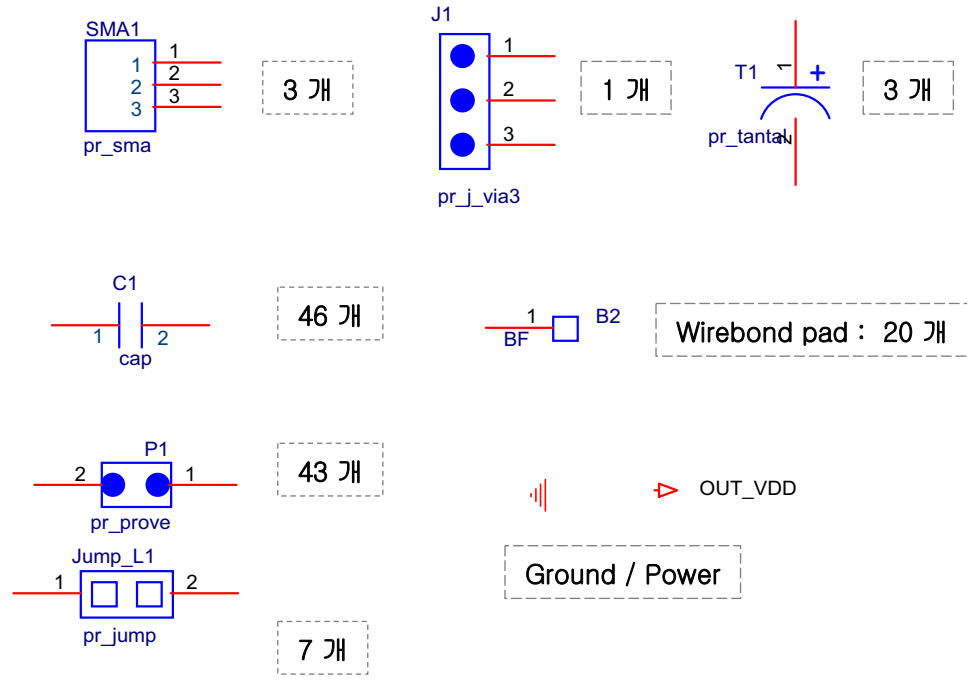 SMA1
1 1
2 2
3 3
pr_sma
3 개
J1
1
2
3
pr_j_via3
1 개
T1
1
+
pr_tantal
2
3 개
C1
1 2
cap
46 개
1
BF
B2
Wirebond pad : 20 개
P1
2 1
pr_prove
43 개
OUT_VDD
Ground / Power
Jump_L1
1 2
pr_jump
7 개